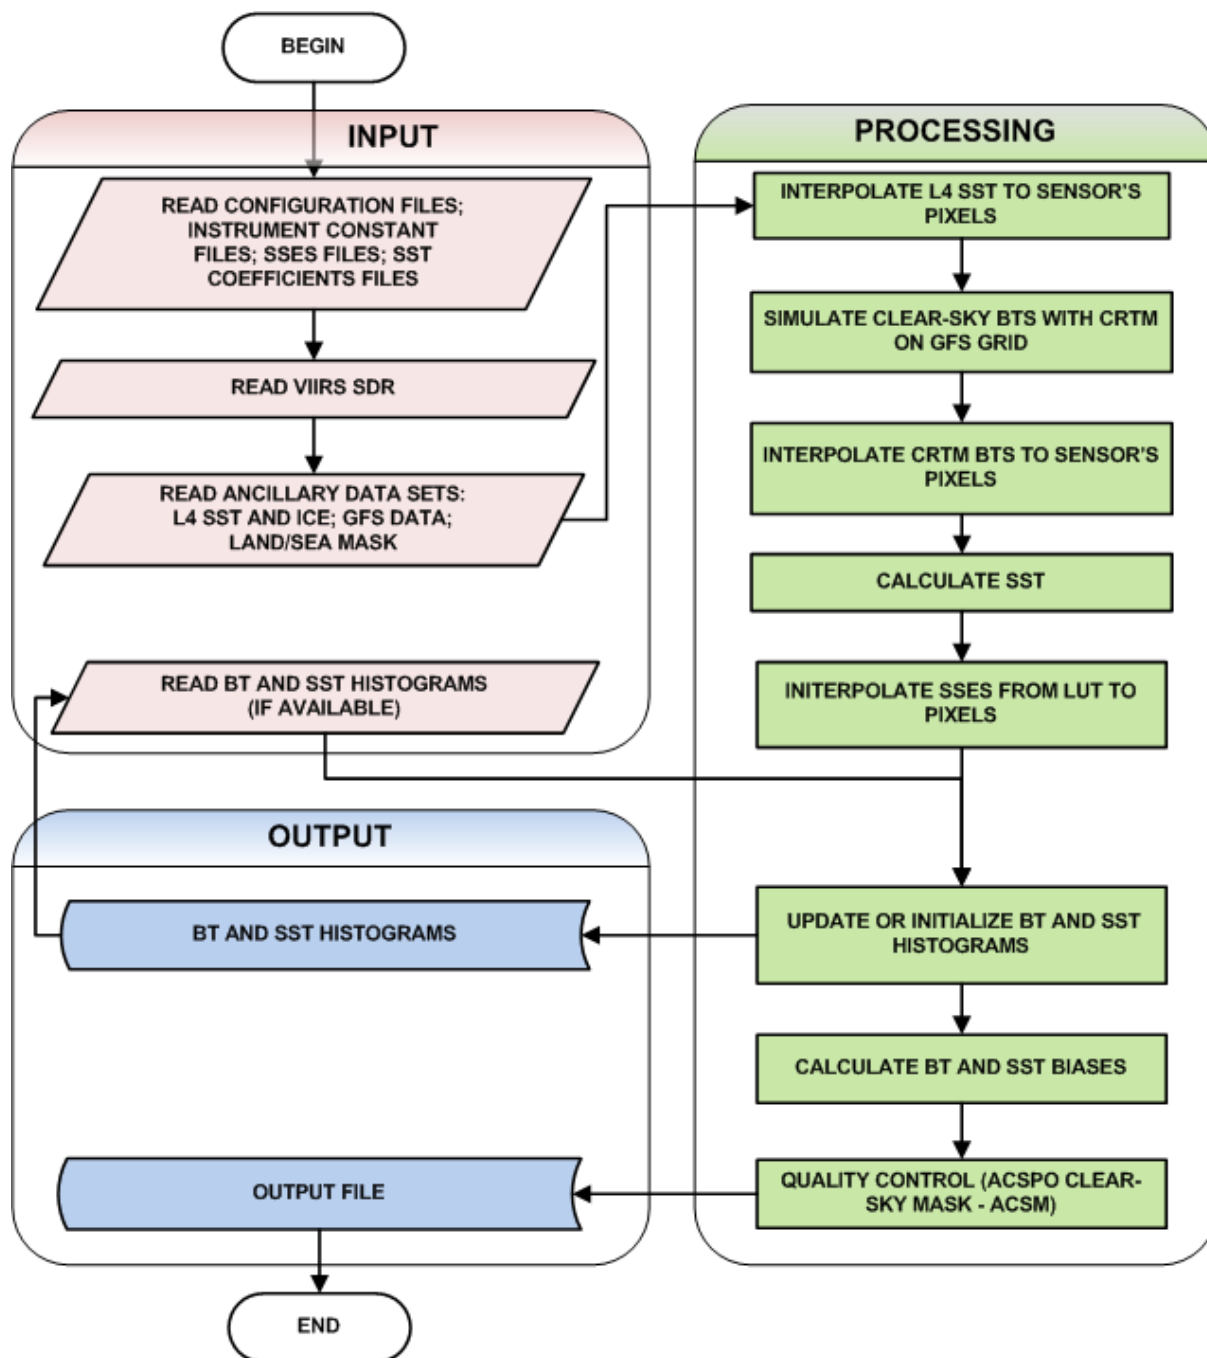 BEGIN
INPUT
READ CONFIGURATION FILES;
INSTRUMENT CONSTANT
FILES; SSES FILES; SST
COEFFICIENTS FILES
READ VIIRS SDR
READ ANCILLARY DATA SETS:
L4 SST AND ICE; GFS DATA;
LAND/SEA MASK
READ BT AND SST HISTOGRAMS
(IF AVAILABLE)
PROCESSING
INTERPOLATE L4 SST TO SENSOR'S
PIXELS
SIMULATE CLEAR-SKY BTS WITH CRTM
ON GFS GRID
INTERPOLATE CRTM BTS TO SENSOR'S
PIXELS
CALCULATE SST
INITERPOLATE SSES FROM LUT TO
PIXELS
UPDATE OR INITIALIZE BT AND SST
HISTOGRAMS
CALCULATE BT AND SST BIASES
QUALITY CONTROL (ACSPO CLEAR-
SKY MASK - ACSM)
OUTPUT
BT AND SST HISTOGRAMS
OUTPUT FILE
END